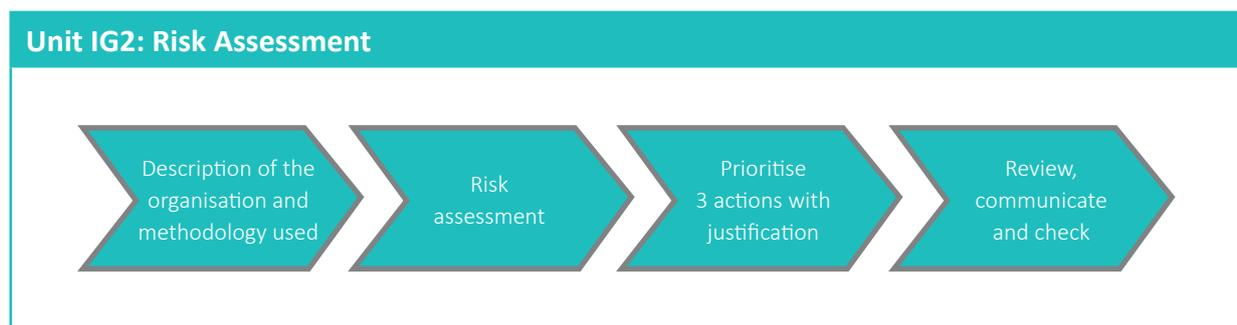 Unit IG2: Risk Assessment
Description of the
organisation and
methodology used
Risk
assessment
Prioritise
3 actions with
justification
Review,
communicate
and check